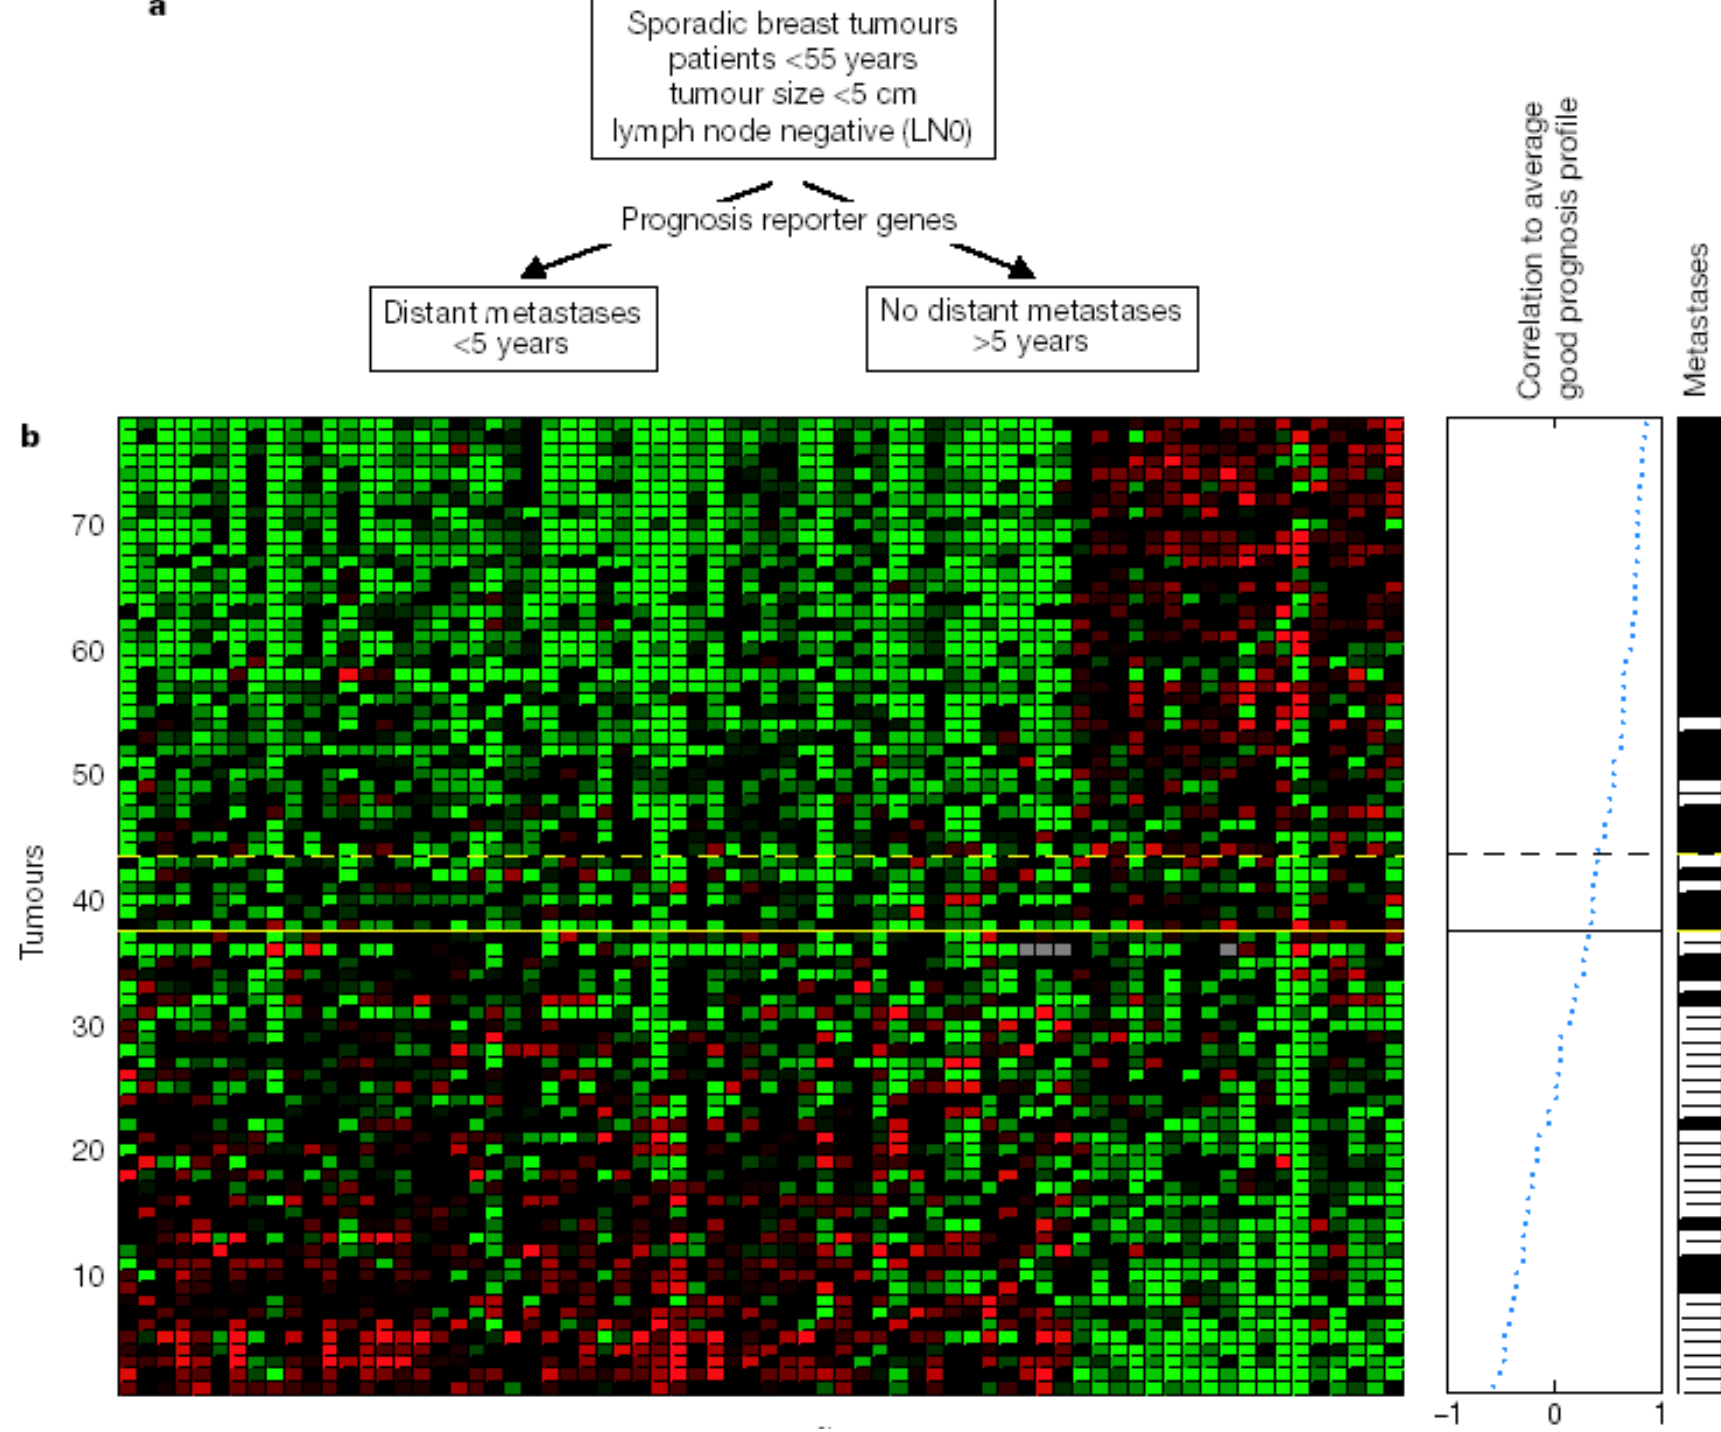 a
Sporadic breast tumours
patients <55 years
tumour size <5 cm
lymph node negative (LN0)
Prognosis reporter genes
Distant metastases
<5 years
No distant metastases
>5 years
Correlation to average
good prognosis profile
Metastases
b
Tumours
70
60
50
40
30
20
10
−1 0 1